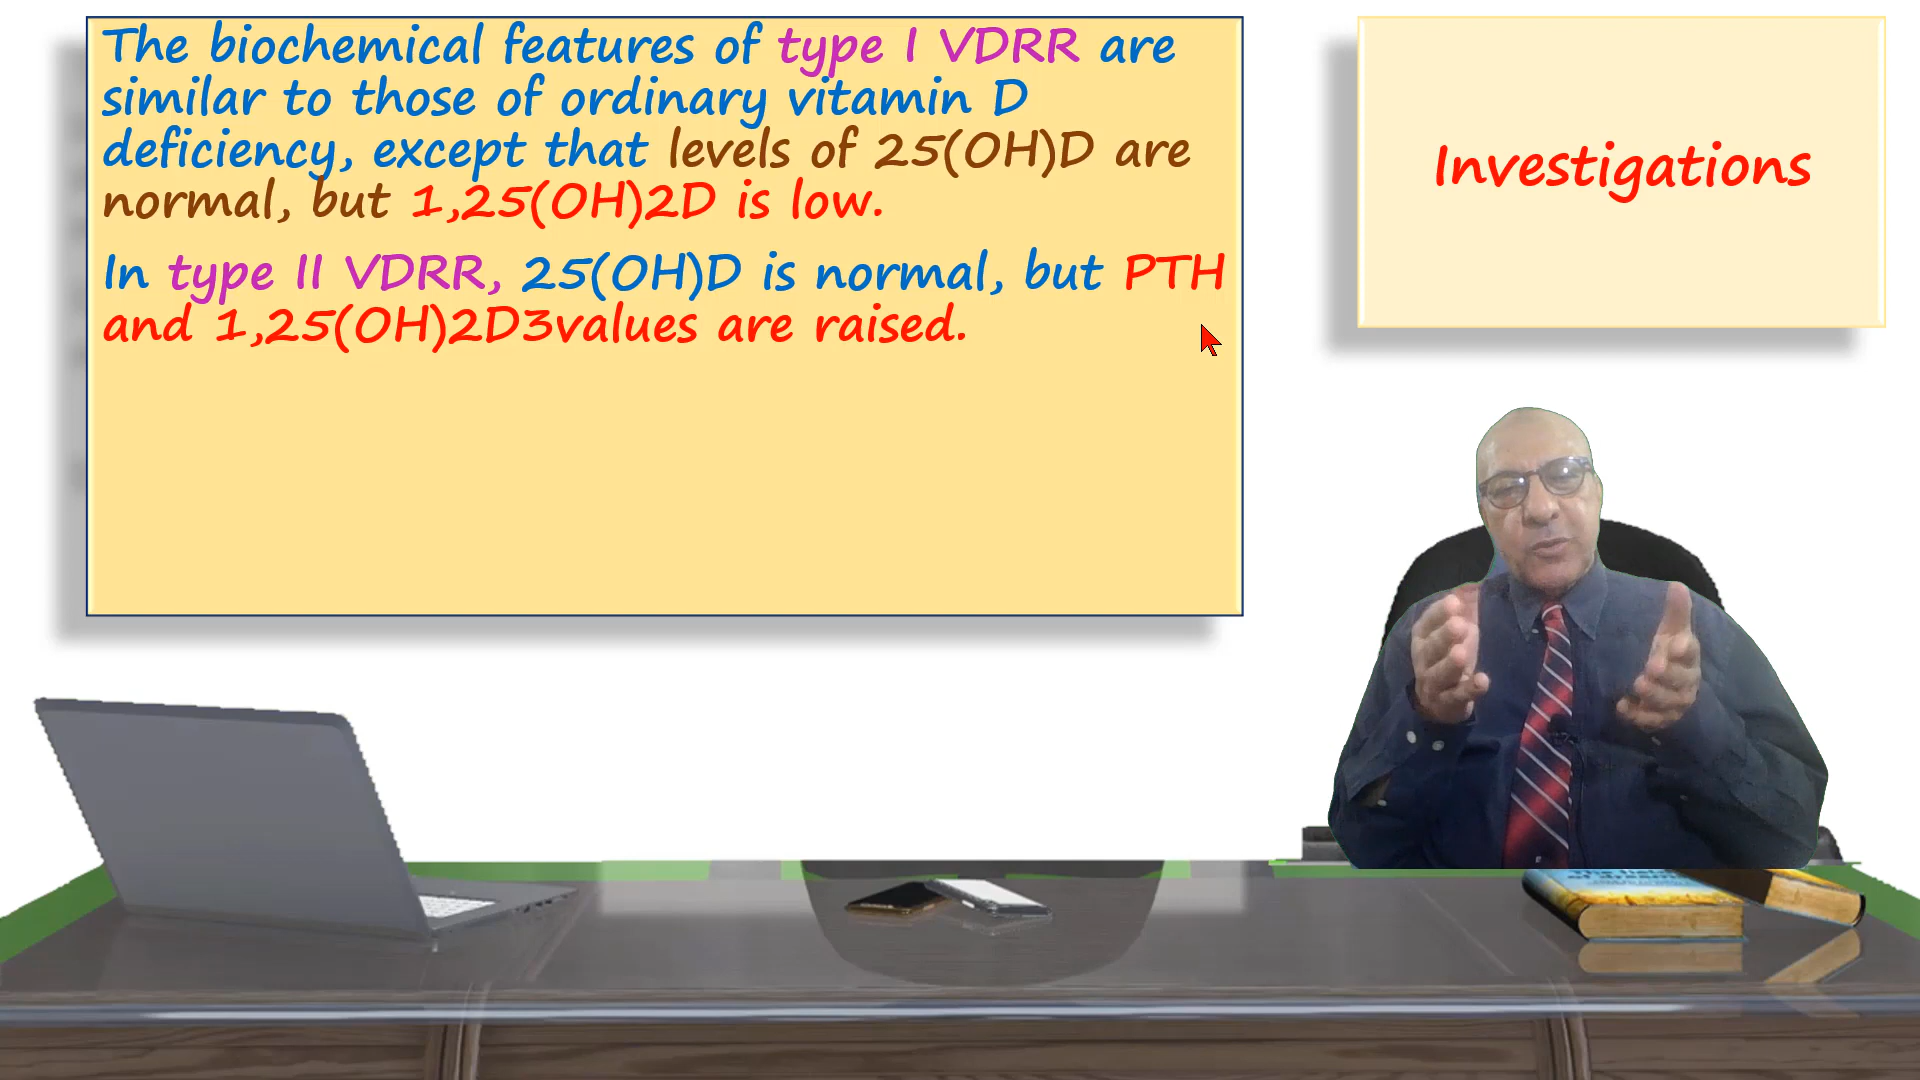 The biochemical features of type I VDRR are
similar to those of ordinary vitamin D
deficiency, except that levels of 25(OH)D are
normal, but 1,25(OH)2D is low.
In type II VDRR, 25(OH)D is normal, but PTH
and 1,25(OH)2D3values are raised.
Investigations